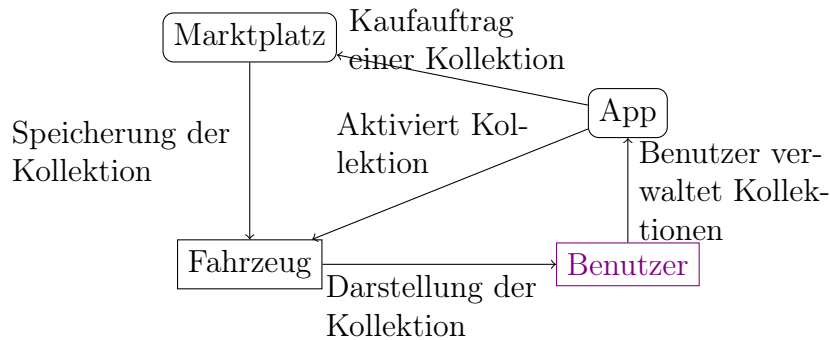 Marktplatz
Kaufauftrag
einer Kollektion
App
Aktiviert Kol-
lektion
Speicherung der
Kollektion
Benutzer ver-
waltet Kollek-
tionen
Fahrzeug
Benutzer
Darstellung der
Kollektion